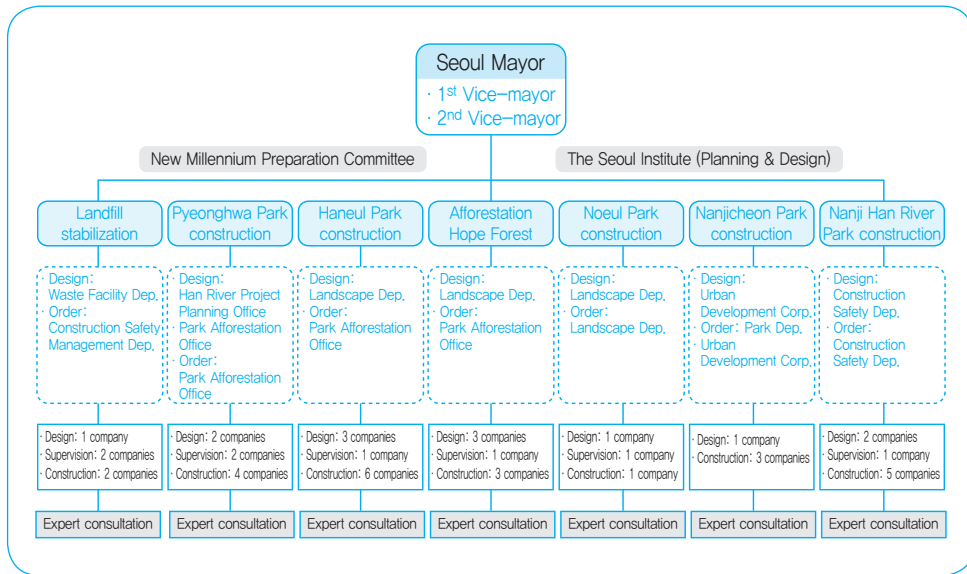 Seoul Mayor
· 1st Vice-mayor
· 2nd Vice-mayor
New Millennium Preparation Committee
The Seoul Institute (Planning & Design)
Landfill
stabilization
Pyeonghwa Park
construction
Haneul Park
construction
Afforestation
Hope Forest
Noeul Park
construction
Nanjicheon Park
construction
Nanji Han River
Park construction
· Design:
Waste Facility Dep.
· Order:
Construction Safety
Management Dep.
· Design:
Han River Project
Planning Office
· Park Afforestation
Office
· Order:
Park Afforestation
Office
· Design:
Landscape Dep.
· Order:
Park Afforestation
Office
· Design:
Landscape Dep.
· Order:
Park Afforestation
Office
· Design:
Landscape Dep.
· Order:
Landscape Dep.
· Design:
Urban
Development Corp.
· Order: Park Dep.
· Urban
Development Corp.
· Design:
Construction
Safety Dep.
· Order:
Construction
Safety Dep.
· Design: 1 company
· Supervision: 2 companies
· Construction: 2 companies
· Design: 2 companies
· Supervision: 2 companies
· Construction: 4 companies
· Design: 3 companies
· Supervision: 1 company
· Construction: 6 companies
· Design: 3 companies
· Supervision: 1 company
· Construction: 3 companies
· Design: 1 company
· Supervision: 1 company
· Construction: 1 company
· Design: 1 company
· Construction: 3 companies
· Design: 2 companies
· Supervision: 1 company
· Construction: 5 companies
Expert consultation
Expert consultation
Expert consultation
Expert consultation
Expert consultation
Expert consultation
Expert consultation